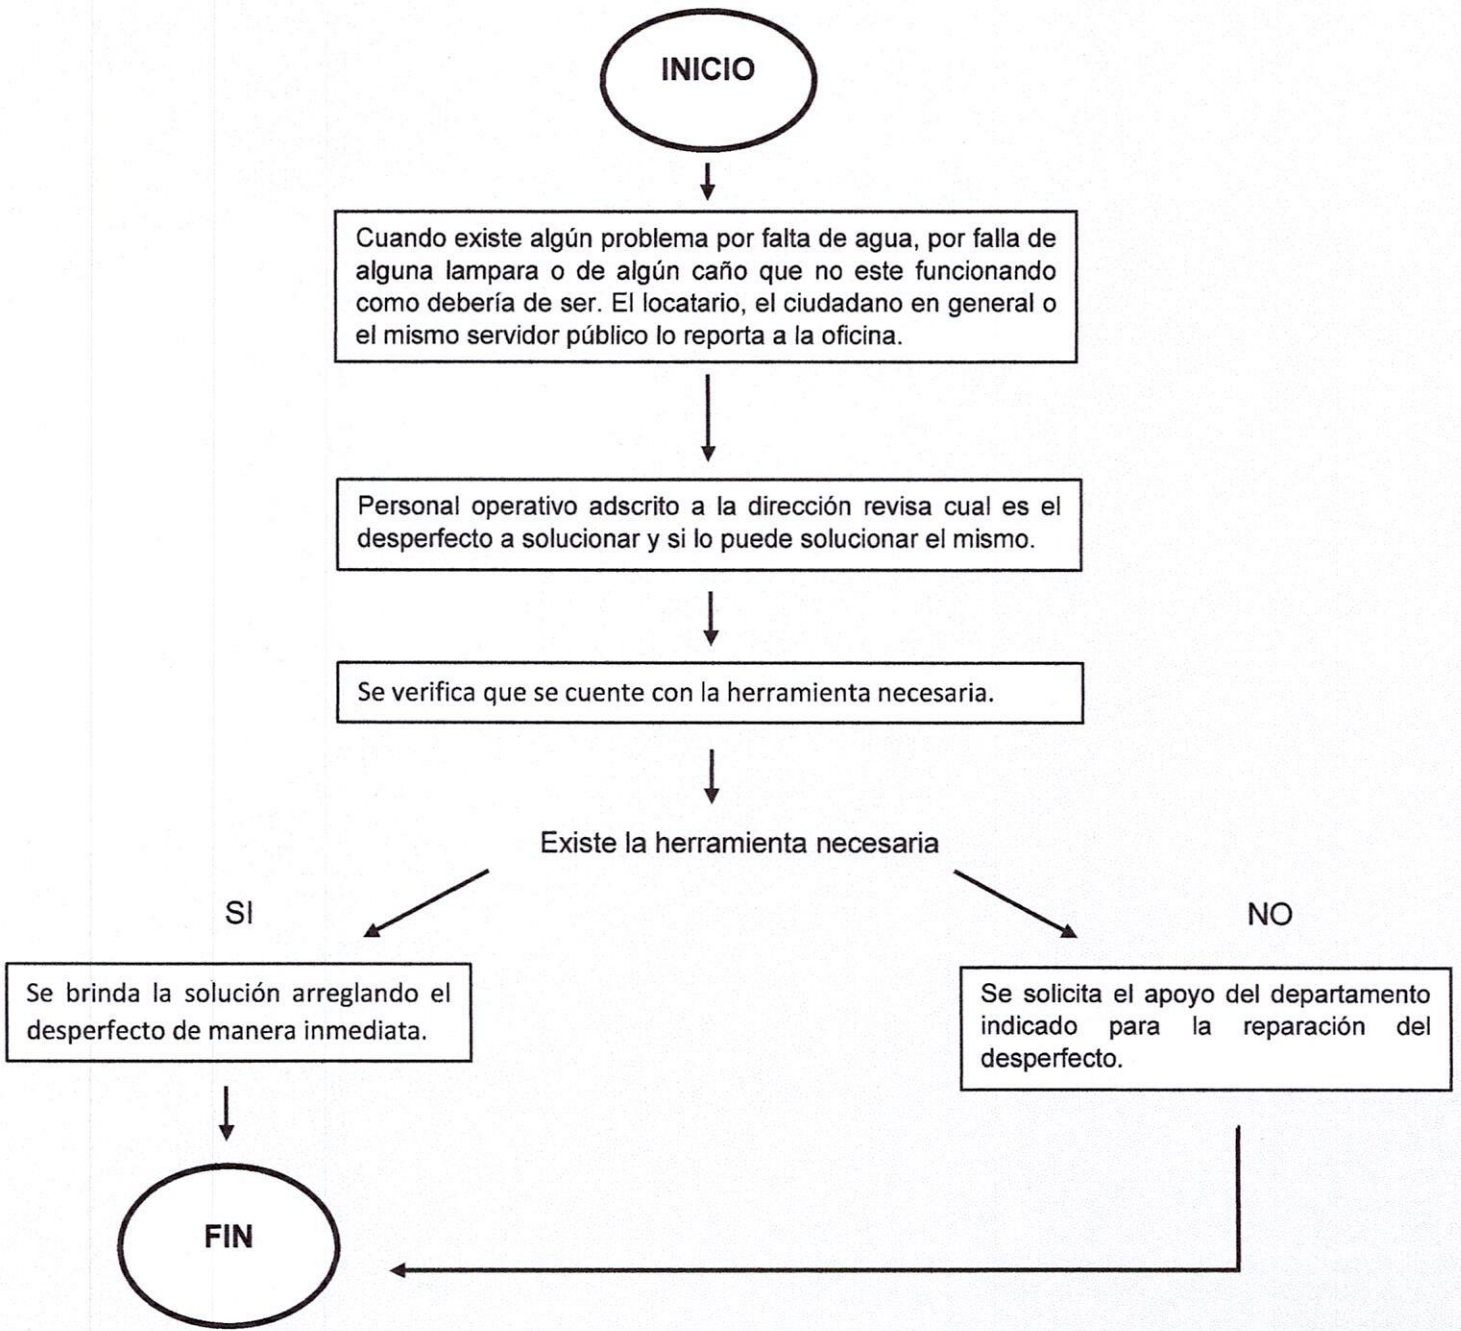 INICIO
Cuando existe algún problema por falta de agua, por falla de
alguna lampara o de algún caño que no este funcionando
como debería de ser. El locatario, el ciudadano en general o
el mismo servidor público lo reporta a la oficina.
Personal operativo adscrito a la dirección revisa cual es el
desperfecto a solucionar y si lo puede solucionar el mismo.
Se verifica que se cuente con la herramienta necesaria.
Existe la herramienta necesaria
SI
NO
Se brinda la solución arreglando el
desperfecto de manera inmediata.
Se solicita el apoyo del departamento
indicado para la reparación del
desperfecto.
FIN